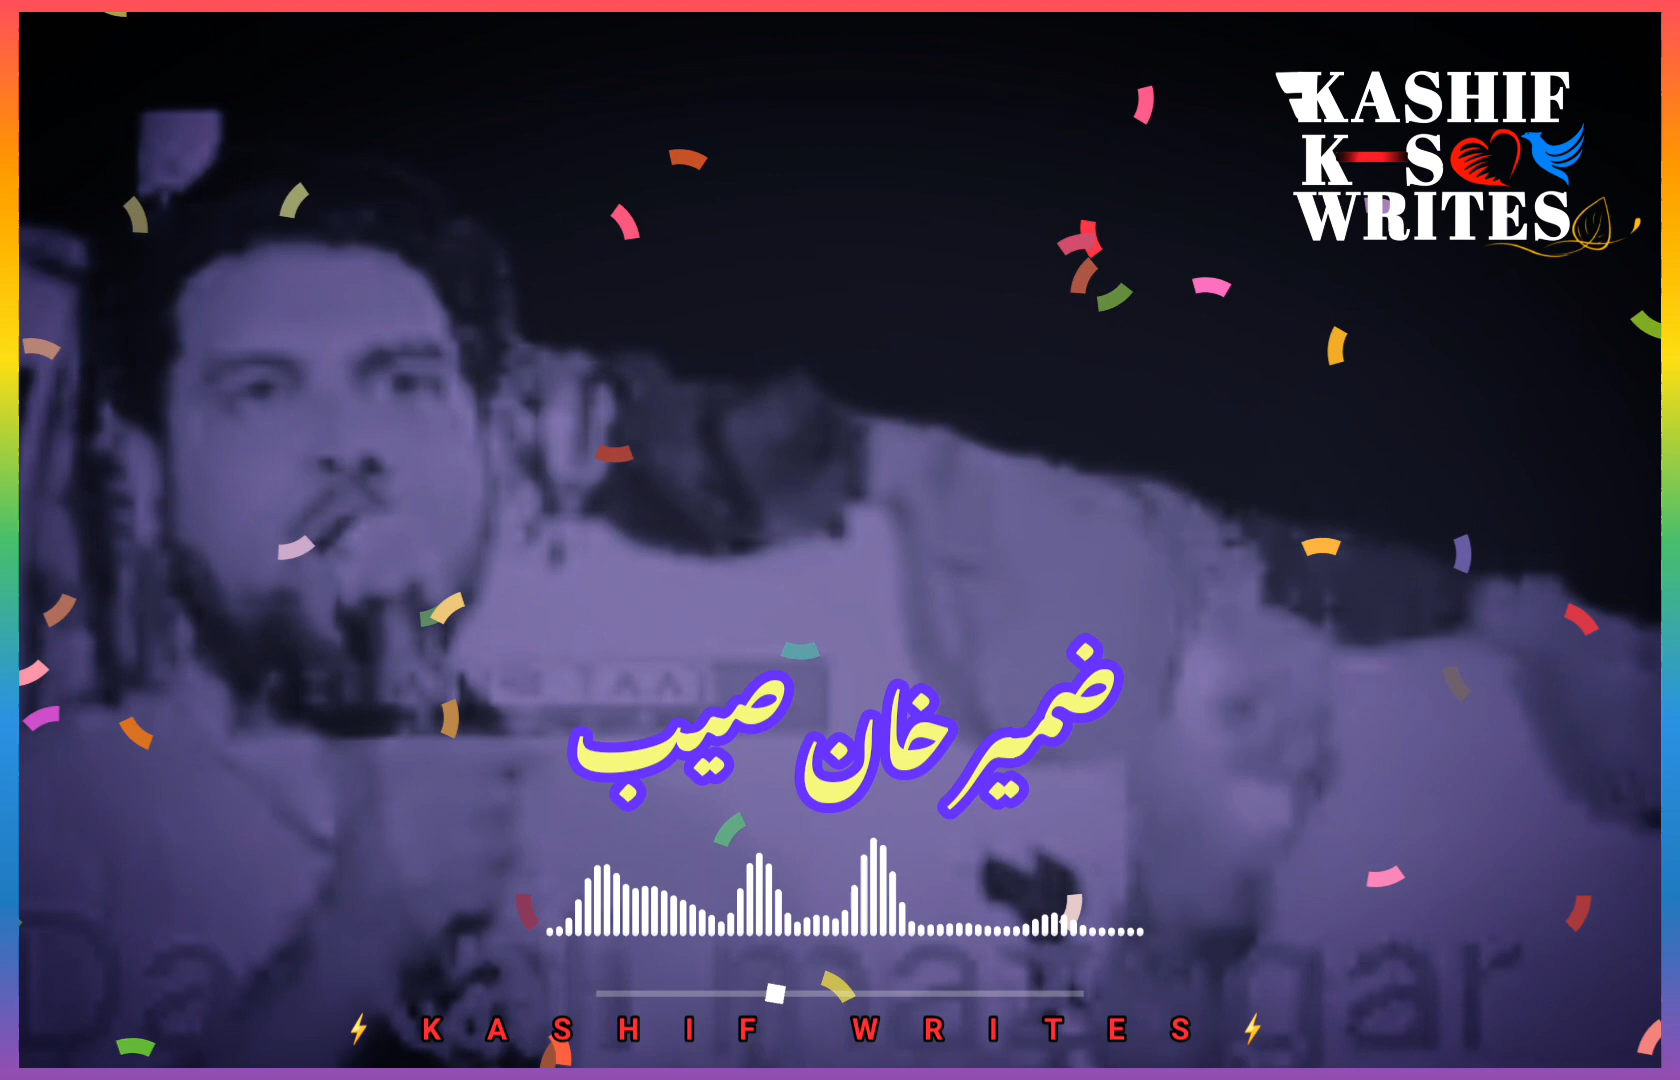 KASHIF
K S
WRITES
ضمیر خان صیب
⚡ KASHIF WRITES ⚡